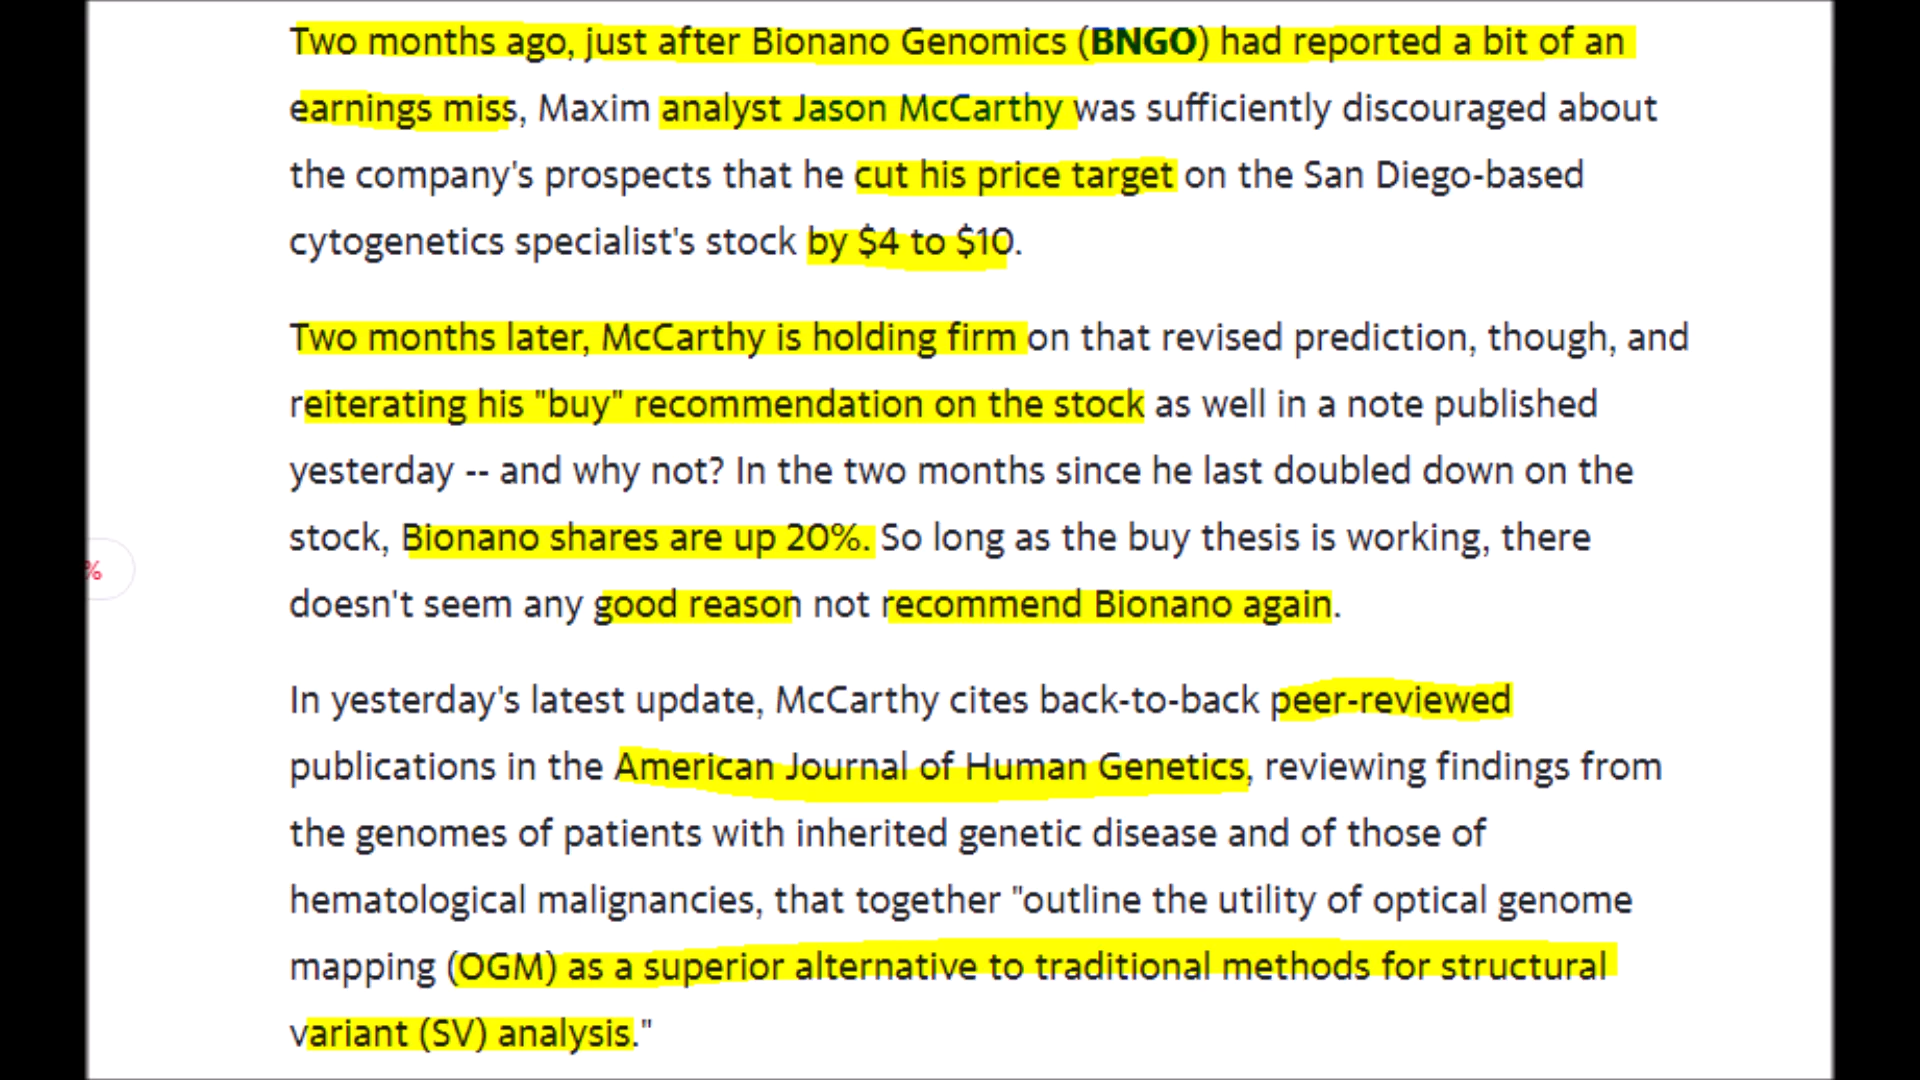 Two months ago, just after Bionano Genomics (BNGO) had reported a bit of an
earnings miss, Maxim analyst Jason McCarthy was sufficiently discouraged about
the company's prospects that he cut his price target on the San Diego-based
cytogenetics specialist's stock by $4 to $10.
Two months later, McCarthy is holding firm on that revised prediction, though, and
reiterating his "buy" recommendation on the stock as well in a note published
yesterday -- and why not? In the two months since he last doubled down on the
stock, Bionano shares are up 20%. So long as the buy thesis is working, there
%
doesn't seem any good reason not recommend Bionano again.
In yesterday's latest update, McCarthy cites back-to-back peer-reviewed
publications in the American Journal of Human Genetics, reviewing findings from
the genomes of patients with inherited genetic disease and of those of
hematological malignancies, that together "outline the utility of optical genome
mapping (OGM) as a superior alternative to traditional methods for structural
variant (SV) analysis."